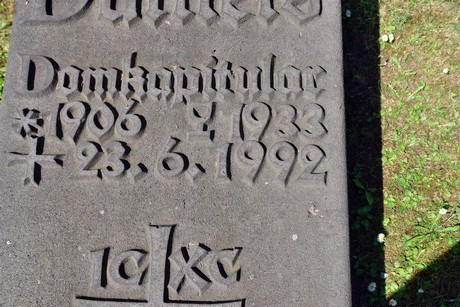 Domkapitular
* 1906 1933
† 23. 6. 1992
IC XC